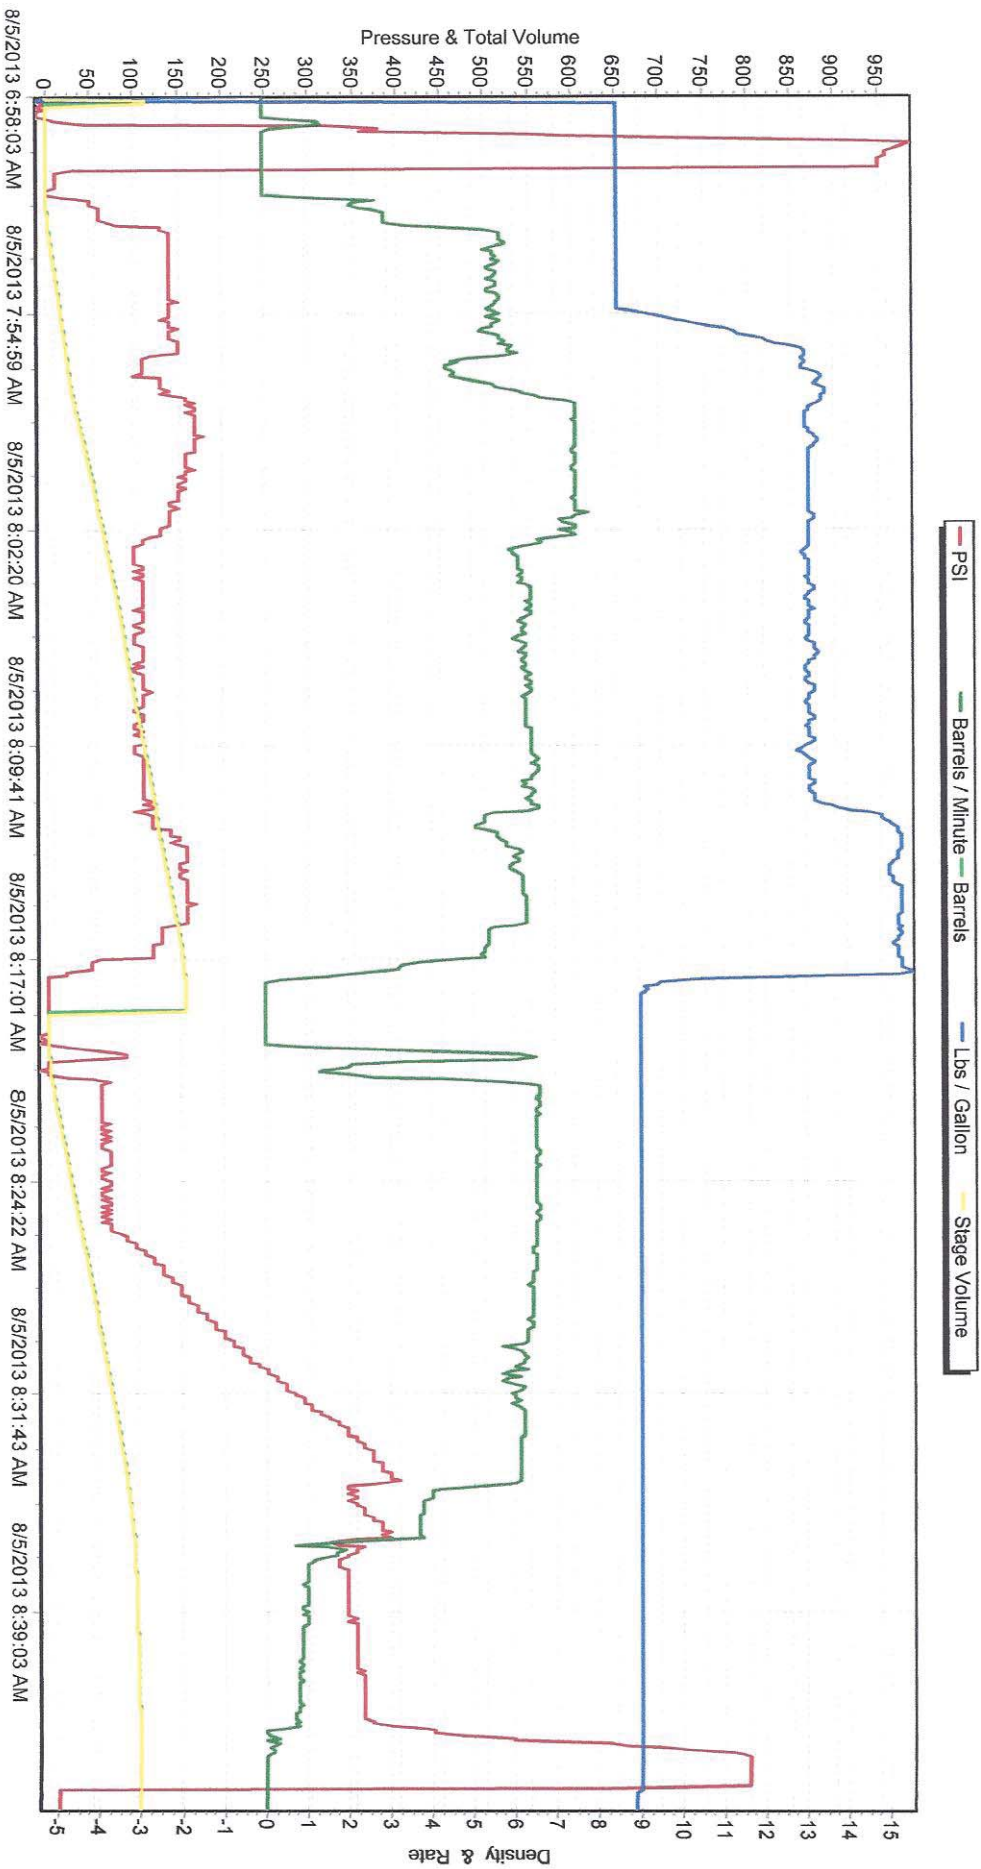 PSI
Barrels / Minute
Barrels
Lbs / Gallon
Stage Volume
Pressure & Total Volume
950
900
850
800
750
700
650
600
550
500
450
400
350
300
250
200
150
100
50
0
Density & Rate
15
14
13
12
11
10
9
8
7
6
5
4
3
2
1
0
-1
-2
-3
-4
-5
8/5/2013 6:58:03 AM
8/5/2013 7:54:59 AM
8/5/2013 8:02:20 AM
8/5/2013 8:09:41 AM
8/5/2013 8:17:01 AM
8/5/2013 8:24:22 AM
8/5/2013 8:31:43 AM
8/5/2013 8:39:03 AM